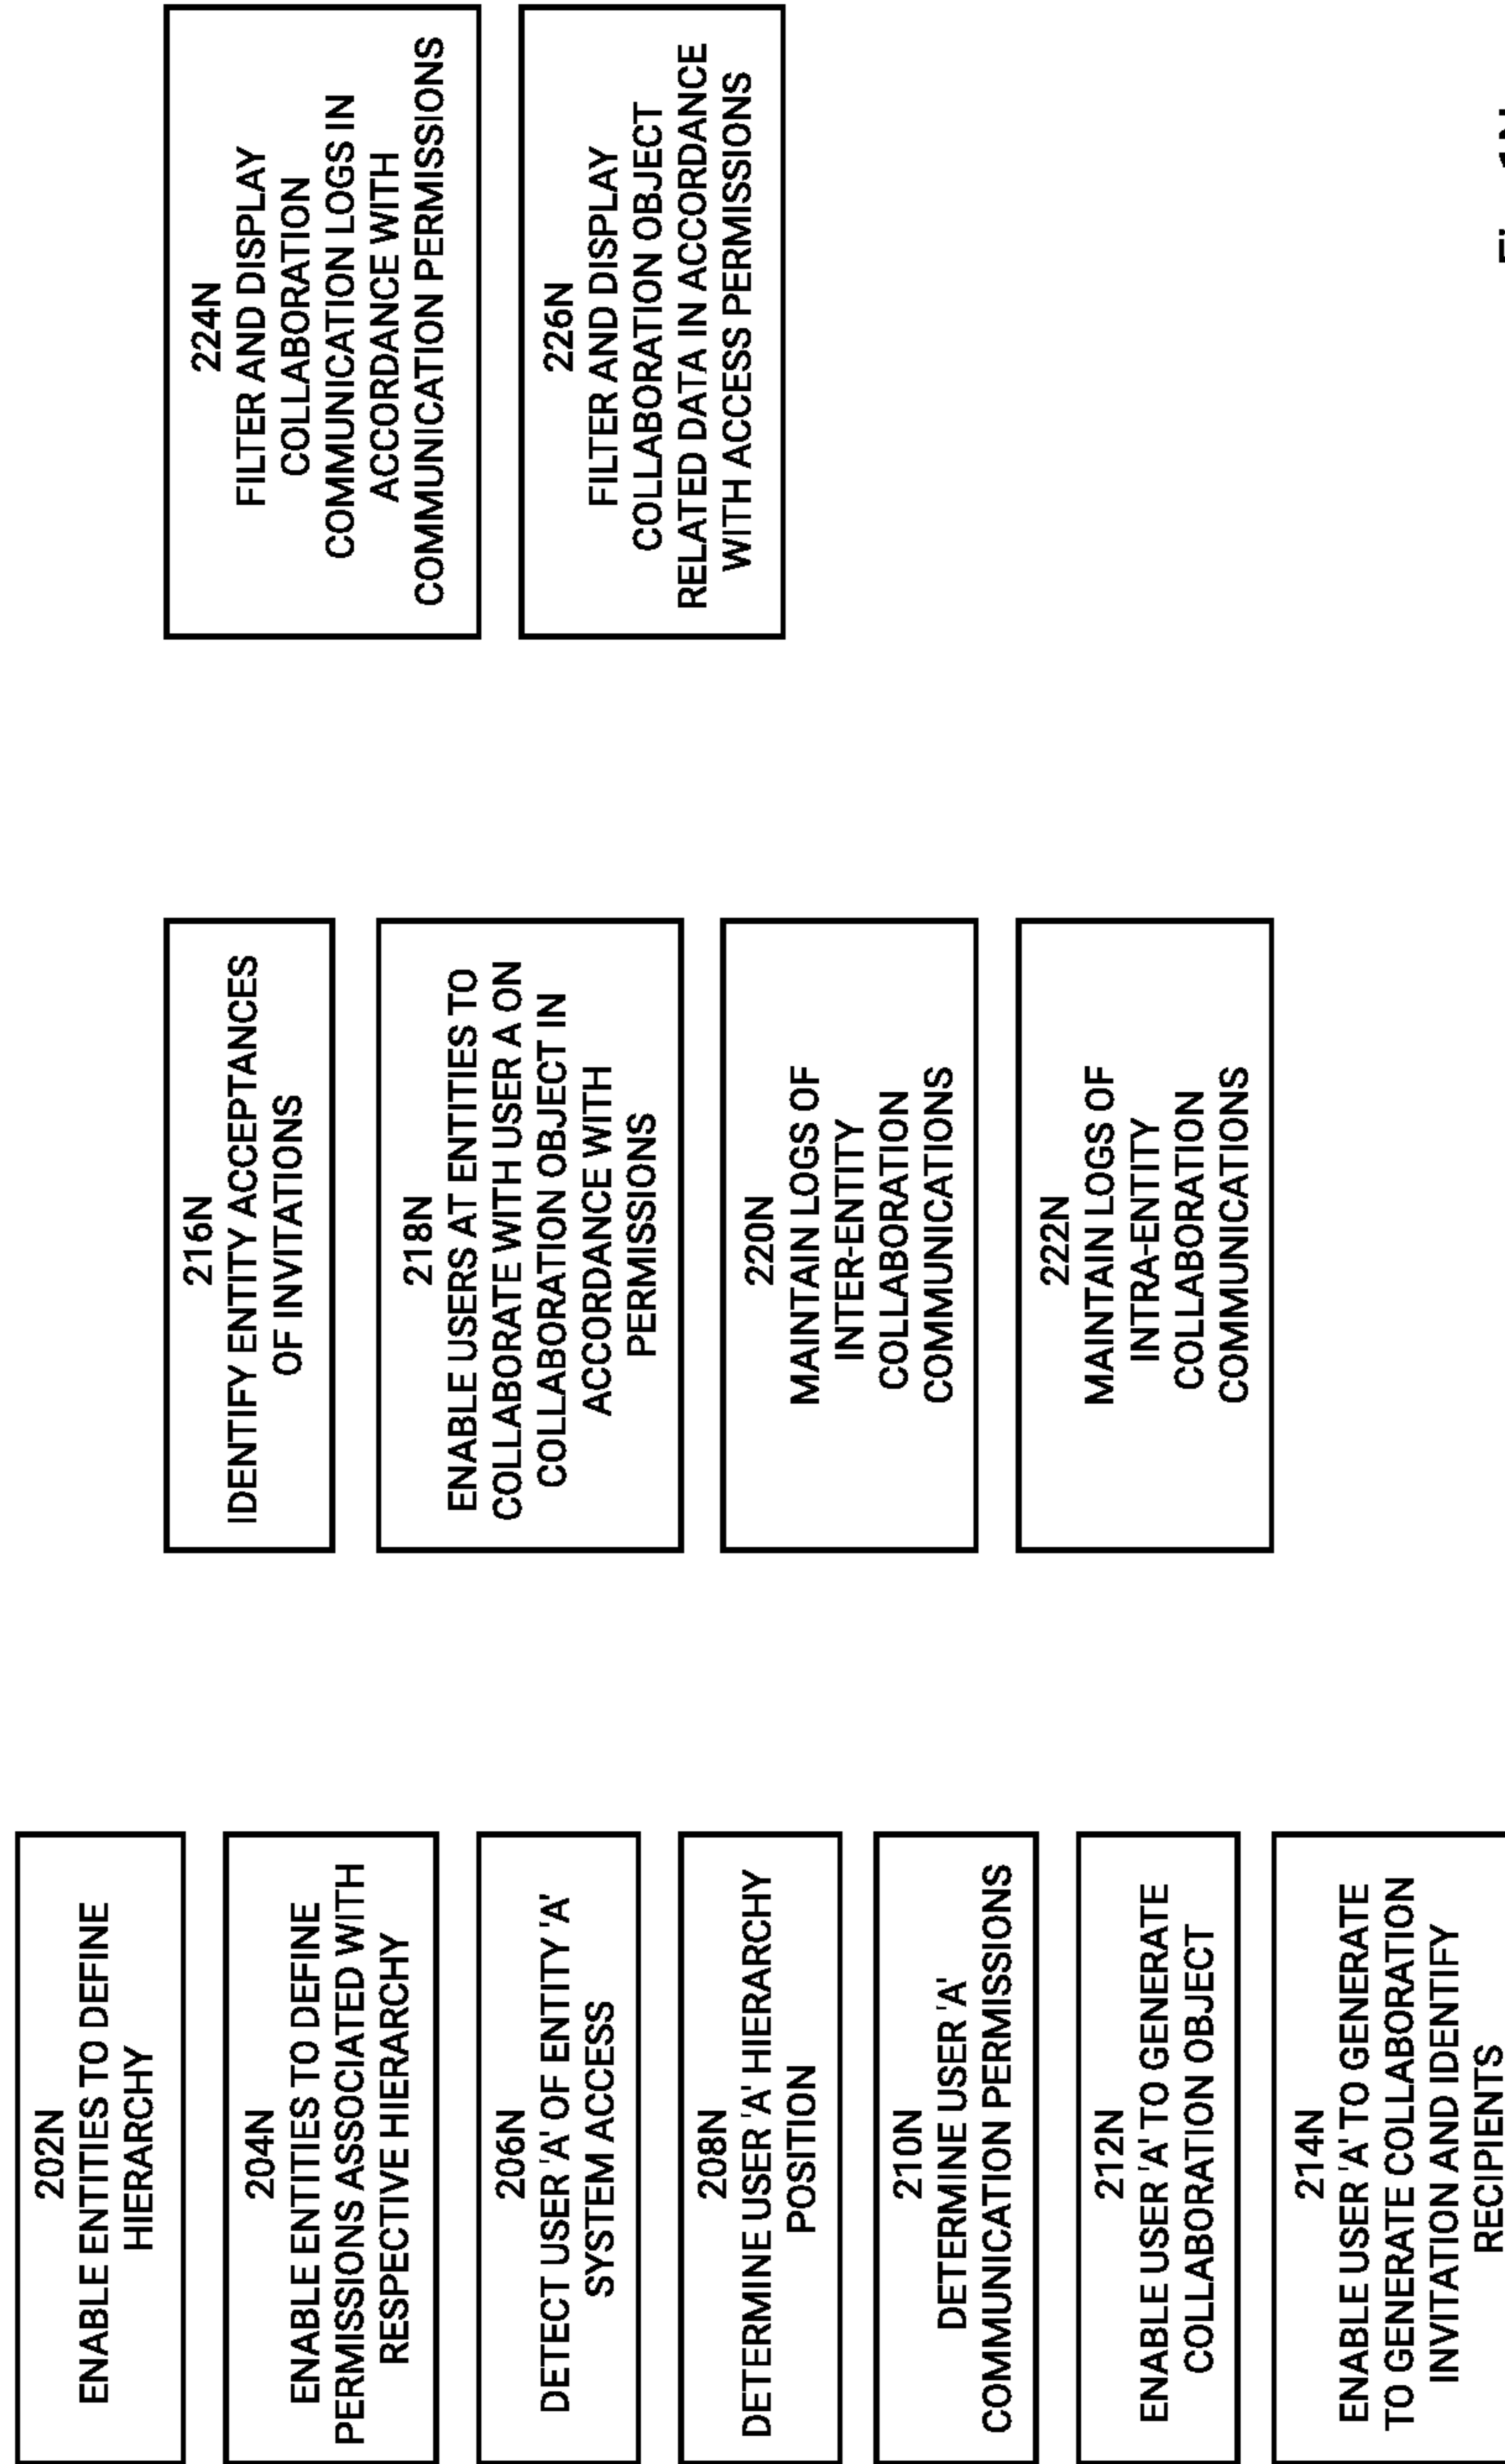 202N
ENABLE ENTITIES TO DEFINE
HIERARCHY
204N
ENABLE ENTITIES TO DEFINE
PERMISSIONS ASSOCIATED WITH
RESPECTIVE HIERARCHY
206N
DETECT USER 'A' OF ENTITY 'A'
SYSTEM ACCESS
208N
DETERMINE USER 'A' HIERARCHY
POSITION
210N
DETERMINE USER 'A'
COMMUNICATION PERMISSIONS
212N
ENABLE USER 'A' TO GENERATE
COLLABORATION OBJECT
214N
ENABLE USER 'A' TO GENERATE
TO GENERATE COLLABORATION
INVITATION AND IDENTIFY
RECIPIENTS
216N
IDENTIFY ENTITY ACCEPTANCES
OF INVITATIONS
218N
ENABLE USERS AT ENTITIES TO
COLLABORATE WITH USER A ON
COLLABORATION OBJECT IN
ACCORDANCE WITH
PERMISSIONS
220N
MAINTAIN LOGS OF
INTER-ENTITY
COLLABORATION
COMMUNICATIONS
222N
MAINTAIN LOGS OF
INTRA-ENTITY
COLLABORATION
COMMUNICATIONS
224N
FILTER AND DISPLAY
COLLABORATION
COMMUNICATION LOGS IN
ACCORDANCE WITH
COMMUNICATION PERMISSIONS
226N
FILTER AND DISPLAY
COLLABORATION OBJECT
RELATED DATA IN ACCORDANCE
WITH ACCESS PERMISSIONS